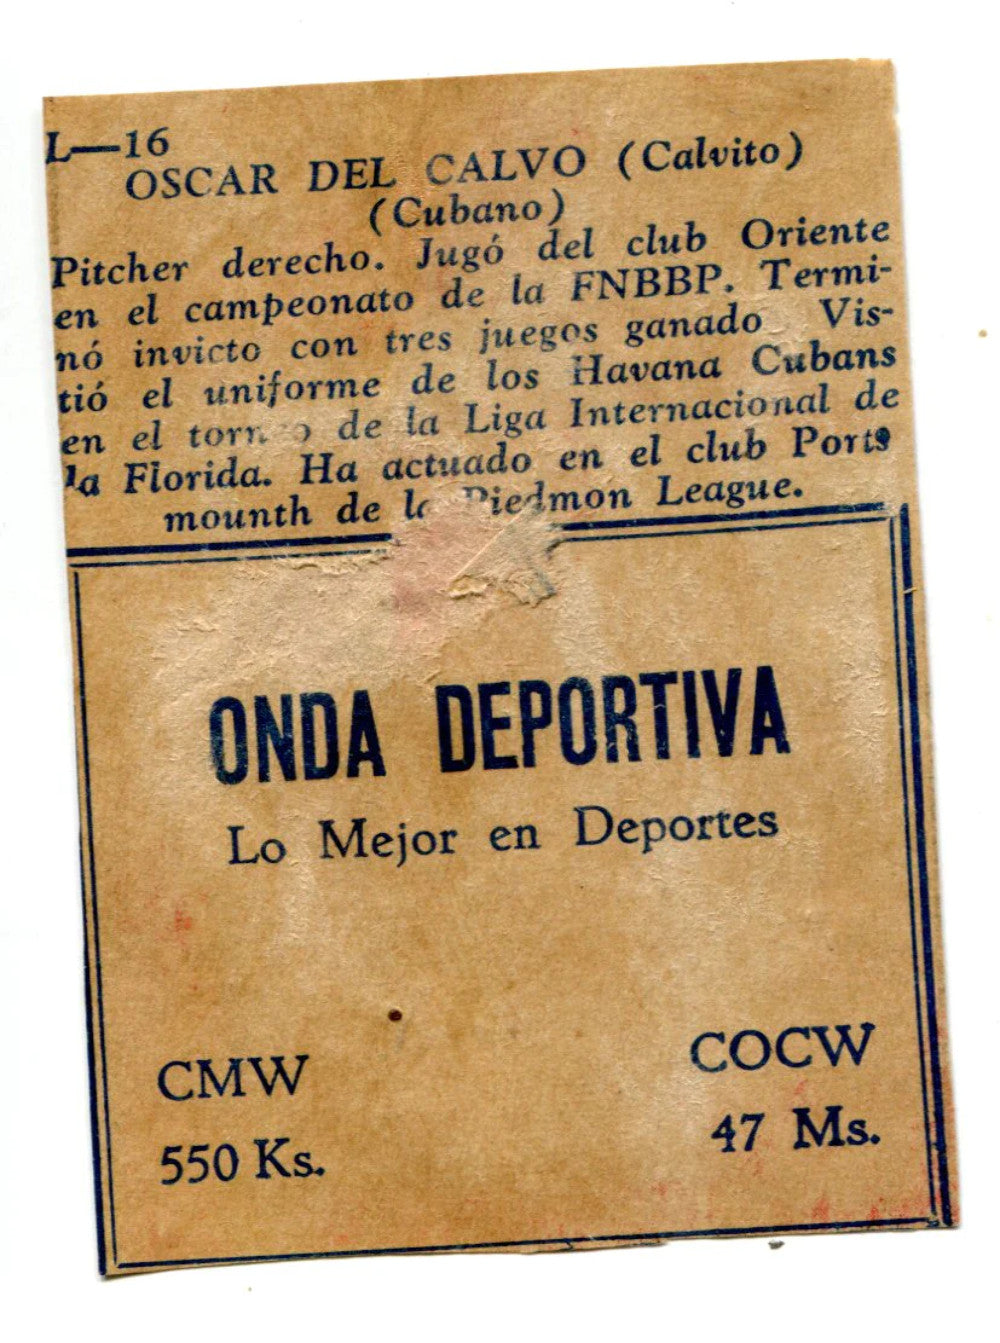 L—16
OSCAR DEL CALVO (Calvito)
(Cubano)
Pitcher derecho. Jugó del club Oriente
en el campeonato de la FNBBP. Termi-
nó invicto con tres juegos ganado Vis-
tió el uniforme de los Havana Cubans
en el de la Liga Internacional de
la Florida. Ha actuado en el club Ports
mounth de la Piedmon League.
ONDA DEPORTIVA
Lo Mejor en Deportes
CMW COCW
550 Ks. 47 Ms.